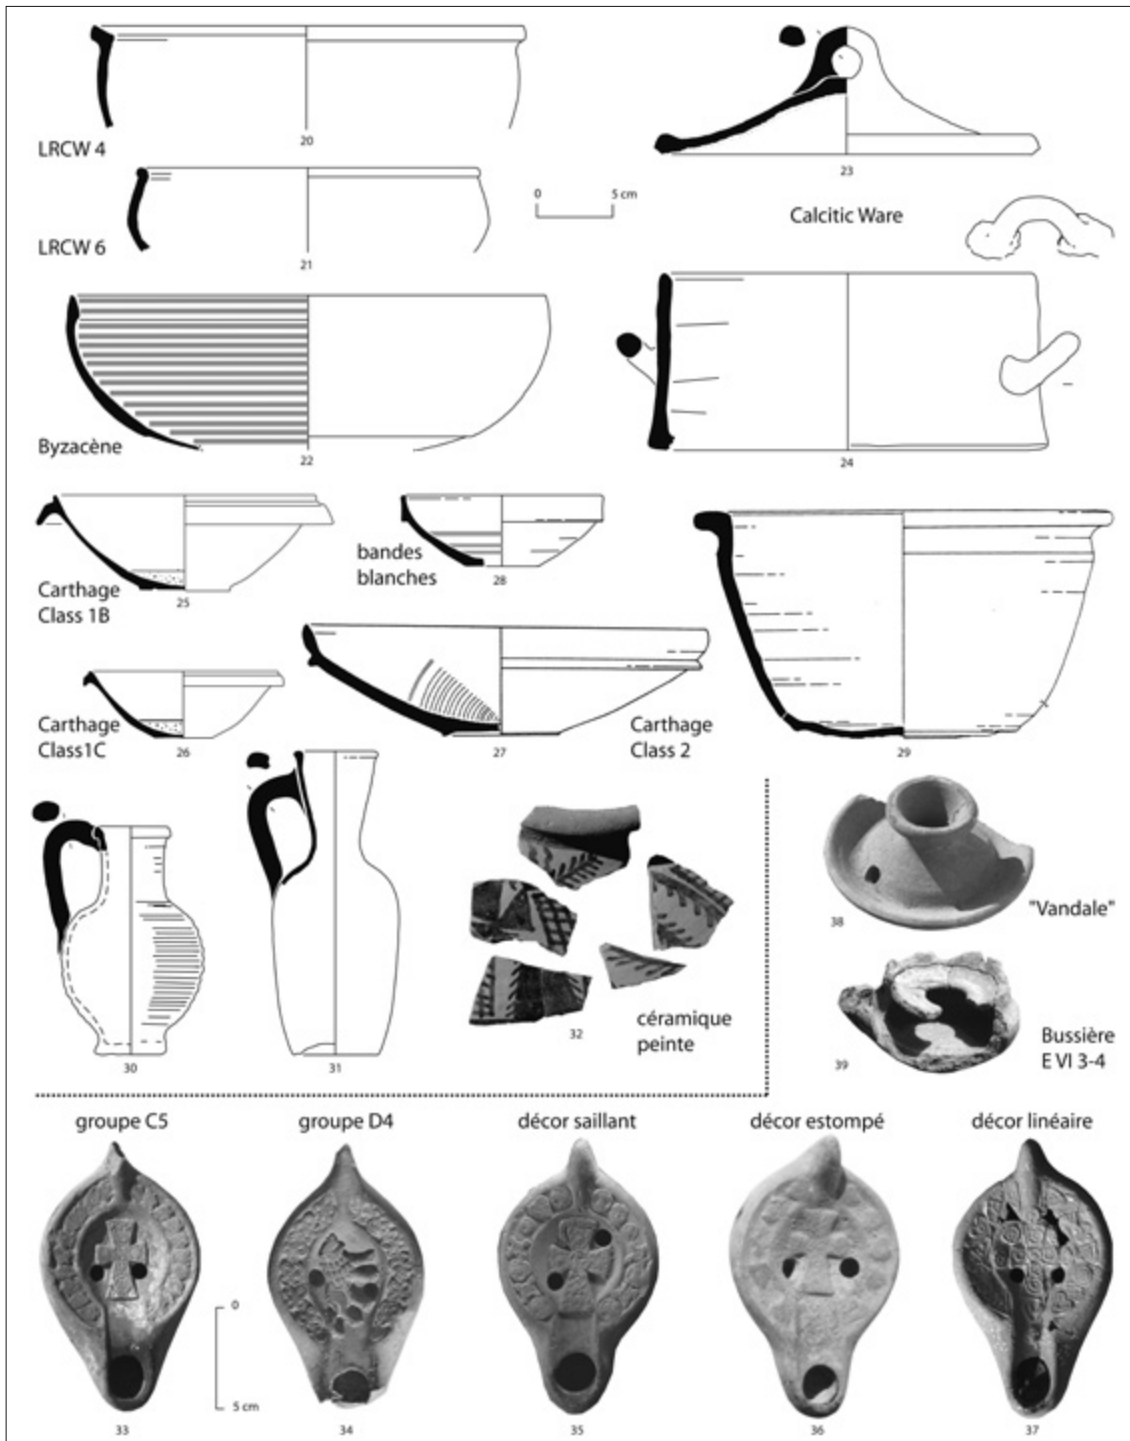 LRCW 4
20
23
LRCW 6
21
0 5 cm
Calcitic Ware
Byzacène
22
24
Carthage
Class 1B
25
bandes
blanches
28
Carthage
Class1C
26
27
Carthage
Class 2
29
30
31
32
céramique
peinte
38
"Vandale"
39
Bussière
E VI 3-4
groupe C5
groupe D4
décor saillant
décor estompé
décor linéaire
0
5 cm
33
34
35
36
37